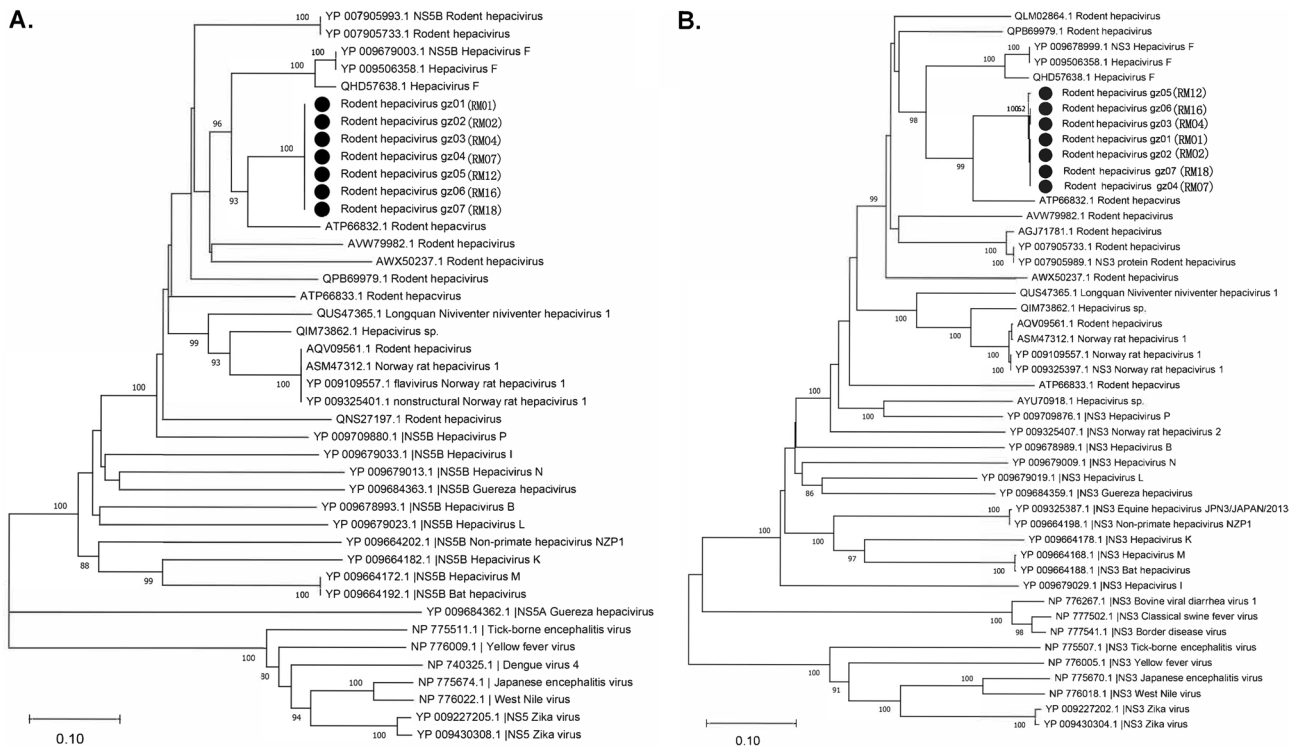 A.
100
YP 007905993.1 NS5B Rodent hepacivirus
YP 007905733.1 Rodent hepacivirus
100
YP 009679003.1 NS5B Hepacivirus F
100
YP 009506358.1 Hepacivirus F
QHD57638.1 Hepacivirus F
Rodent hepacivirus gz01 (RM01)
96
Rodent hepacivirus gz02 (RM02)
Rodent hepacivirus gz03 (RM04)
Rodent hepacivirus gz04 (RM07)
Rodent hepacivirus gz05 (RM12)
93
Rodent hepacivirus gz06 (RM16)
Rodent hepacivirus gz07 (RM18)
ATP66832.1 Rodent hepacivirus
AVW79982.1 Rodent hepacivirus
AWX50237.1 Rodent hepacivirus
QPB69979.1 Rodent hepacivirus
ATP66833.1 Rodent hepacivirus
QUS47365.1 Longquan Niviventer niviventer hepacivirus 1
99
QIM73862.1 Hepacivirus sp.
93
AQV09561.1 Rodent hepacivirus
ASM47312.1 Norway rat hepacivirus 1
100
YP 009109557.1 flavivirus Norway rat hepacivirus 1
100
YP 009325401.1 nonstructural Norway rat hepacivirus 1
QNS27197.1 Rodent hepacivirus
YP 009709880.1 |NS5B Hepacivirus P
YP 009679033.1 |NS5B Hepacivirus I
YP 009679013.1 |NS5B Hepacivirus N
YP 009684363.1 |NS5B Guereza hepacivirus
100
YP 009678993.1 |NS5B Hepacivirus B
YP 009679023.1 |NS5B Hepacivirus L
YP 009664202.1 |NS5B Non-primate hepacivirus NZP1
88
YP 009664182.1 |NS5B Hepacivirus K
99
YP 009664172.1 |NS5B Hepacivirus M
100
YP 009664192.1 |NS5B Bat hepacivirus
YP 009684362.1 |NS5A Guereza hepacivirus
NP 775511.1 | Tick-borne encephalitis virus
100
NP 776009.1 | Yellow fever virus
80
NP 740325.1 | Dengue virus 4
100
NP 775674.1 | Japanese encephalitis virus
94
NP 776022.1 | West Nile virus
YP 009227205.1 |NS5 Zika virus
100
YP 009430308.1 |NS5 Zika virus
0.10
B.
QLM02864.1 Rodent hepacivirus
QPB69979.1 Rodent hepacivirus
100
YP 009678999.1 NS3 Hepacivirus F
100
YP 009506358.1 Hepacivirus F
QHD57638.1 Hepacivirus F
Rodent hepacivirus gz05 (RM12)
100
62
Rodent hepacivirus gz06 (RM16)
98
Rodent hepacivirus gz03 (RM04)
Rodent hepacivirus gz01 (RM01)
Rodent hepacivirus gz02 (RM02)
99
Rodent hepacivirus gz07 (RM18)
Rodent hepacivirus gz04 (RM07)
99
ATP66832.1 Rodent hepacivirus
AVW79982.1 Rodent hepacivirus
AGJ71781.1 Rodent hepacivirus
100
YP 007905733.1 Rodent hepacivirus
100
YP 007905989.1 NS3 protein Rodent hepacivirus
AWX50237.1 Rodent hepacivirus
QUS47365.1 Longquan Niviventer niviventer hepacivirus 1
100
QIM73862.1 Hepacivirus sp.
AQV09561.1 Rodent hepacivirus
100
ASM47312.1 Norway rat hepacivirus 1
100
YP 009109557.1 Norway rat hepacivirus 1
YP 009325397.1 NS3 Norway rat hepacivirus 1
ATP66833.1 Rodent hepacivirus
100
AYU70918.1 Hepacivirus sp.
100
YP 009709876.1 |NS3 Hepacivirus P
YP 009325407.1 |NS3 Norway rat hepacivirus 2
YP 009678989.1 |NS3 Hepacivirus B
YP 009679009.1 |NS3 Hepacivirus N
YP 009679019.1 |NS3 Hepacivirus L
86
YP 009684359.1 |NS3 Guereza hepacivirus
100
YP 009325387.1 |NS3 Equine hepacivirus JPN3/JAPAN/2013
100
YP 009664198.1 |NS3 Non-primate hepacivirus NZP1
100
YP 009664178.1 |NS3 Hepacivirus K
97
YP 009664168.1 |NS3 Hepacivirus M
100
YP 009664188.1 |NS3 Bat hepacivirus
YP 009679029.1 |NS3 Hepacivirus I
NP 776267.1 |NS3 Bovine viral diarrhea virus 1
100
NP 777502.1 |NS3 Classical swine fever virus
98
NP 777541.1 |NS3 Border disease virus
NP 775507.1 |NS3 Tick-borne encephalitis virus
100
YP 776005.1 |NS3 Yellow fever virus
91
NP 775670.1 |NS3 Japanese encephalitis virus
100
NP 776018.1 |NS3 West Nile virus
100
YP 009227202.1 |NS3 Zika virus
100
YP 009430304.1 |NS3 Zika virus
0.10